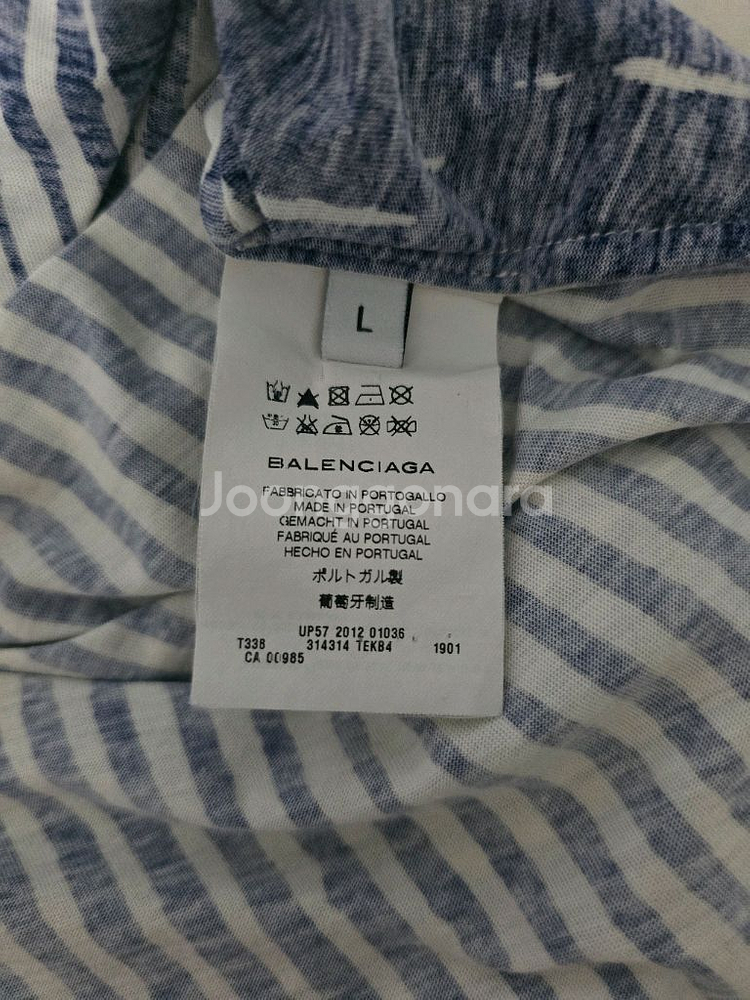 L
BALENCIAGA
Joonggonara
FABBRICATO IN PORTOGALLO
MADE IN PORTUGAL
GEMACHT IN PORTUGAL
FABRIQUÉ AU PORTUGAL
HECHO EN PORTUGAL
ポルトガル製
葡萄牙制造
UP57 2012 01036
T338 314314 TEKB4 1901
CA 00985